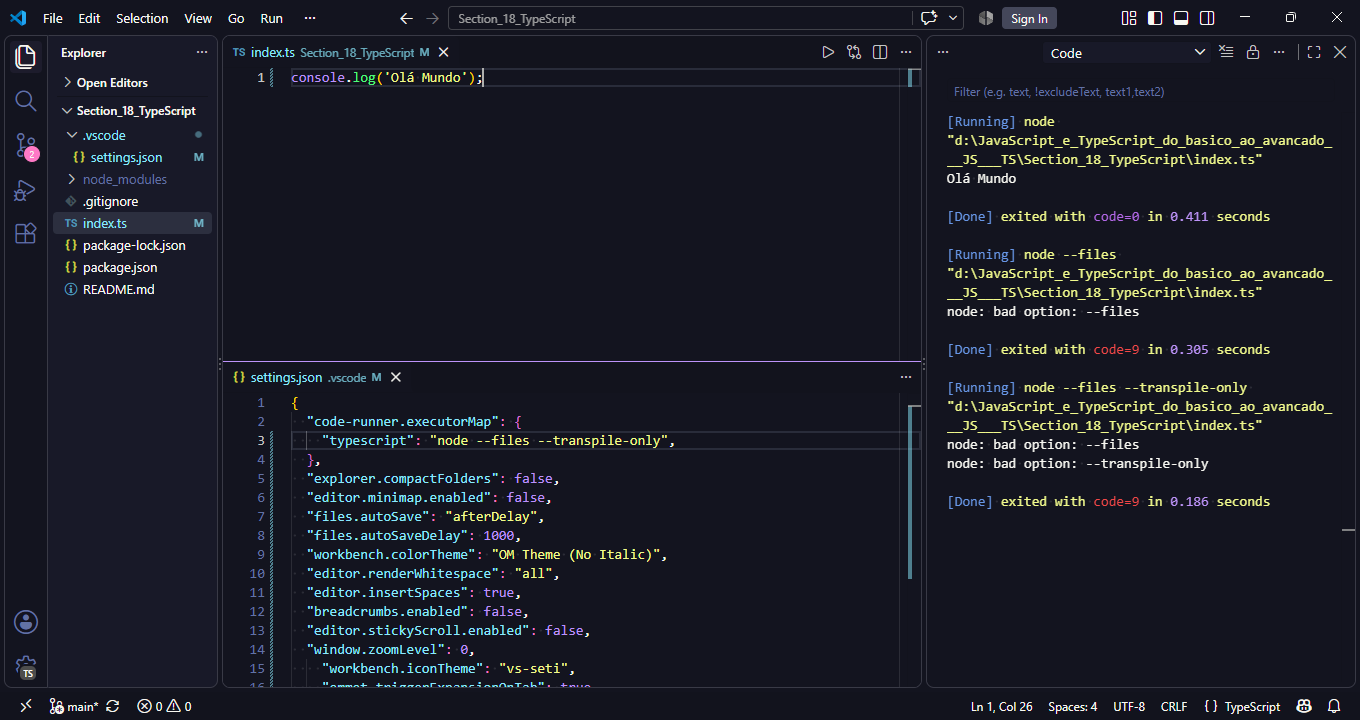 File Edit Selection View Go Run ··· Section_18_TypeScript Sign In
Explorer ···
Open Editors
Section_18_TypeScript
.vscode
{} settings.json M
node_modules
.gitignore
TS index.ts M
{} package-lock.json
{} package.json
README.md
2
TS
TS index.ts Section_18_TypeScript M
1 console.log('Olá Mundo');
{} settings.json .vscode M
1 {
2 "code-runner.executorMap": {
3 "typescript": "node --files --transpile-only",
4 },
5 "explorer.compactFolders": false,
6 "editor.minimap.enabled": false,
7 "files.autoSave": "afterDelay",
8 "files.autoSaveDelay": 1000,
9 "workbench.colorTheme": "OM Theme (No Italic)",
10 "editor.renderWhitespace": "all",
11 "editor.insertSpaces": true,
12 "breadcrumbs.enabled": false,
13 "editor.stickyScroll.enabled": false,
14 "window.zoomLevel": 0,
15 "workbench.iconTheme": "vs-seti",
16 "emmet.triggerExpansionOnTab": true
Code
Filter (e.g. text, !excludeText, text1,text2)
[Running] node
"d:\JavaScript_e_TypeScript_do_basico_ao_avancado_
__JS___TS\Section_18_TypeScript\index.ts"
Olá Mundo
[Done] exited with code=0 in 0.411 seconds
[Running] node --files
"d:\JavaScript_e_TypeScript_do_basico_ao_avancado_
__JS___TS\Section_18_TypeScript\index.ts"
node: bad option: --files
[Done] exited with code=9 in 0.305 seconds
[Running] node --files --transpile-only
"d:\JavaScript_e_TypeScript_do_basico_ao_avancado_
__JS___TS\Section_18_TypeScript\index.ts"
node: bad option: --files
node: bad option: --transpile-only
[Done] exited with code=9 in 0.186 seconds
main* 0 0 Ln 1, Col 26 Spaces: 4 UTF-8 CRLF {} TypeScript